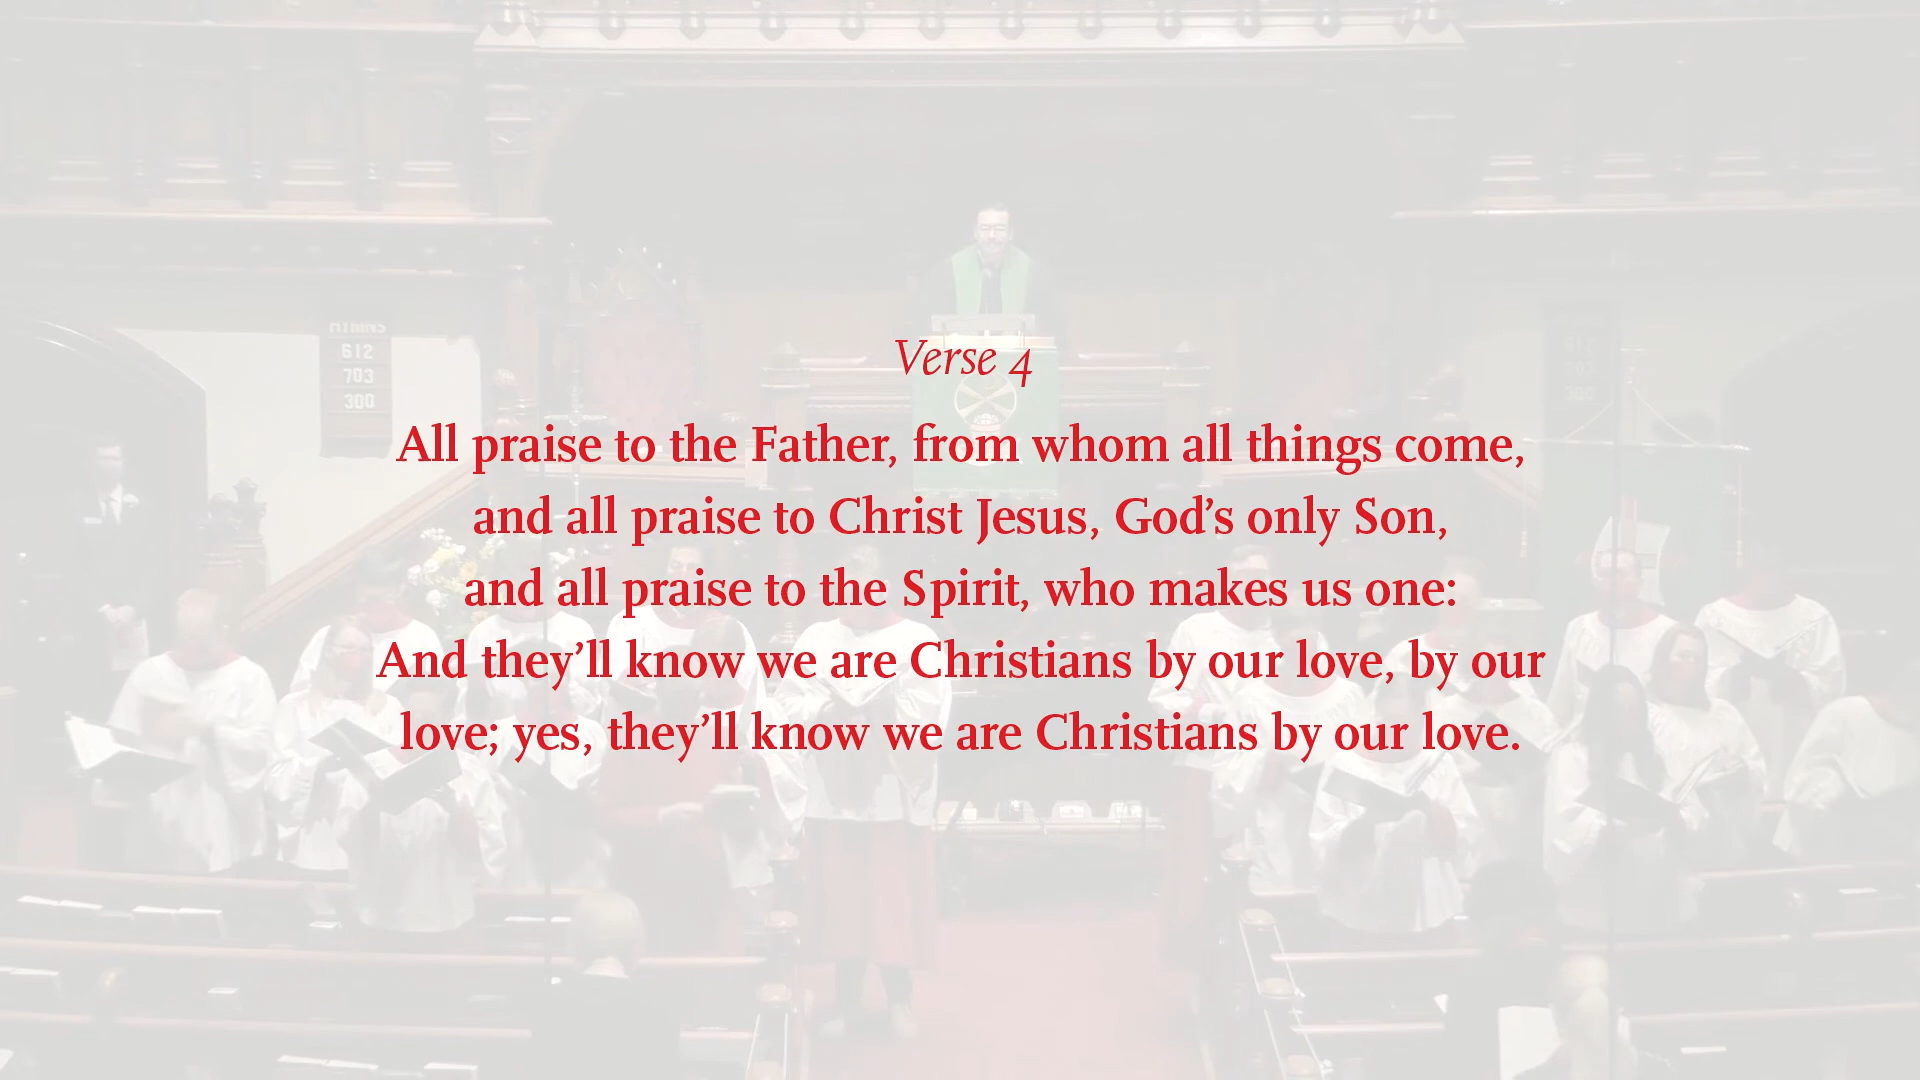 HYMNS
612
703
300
Verse 4
All praise to the Father, from whom all things come,
and all praise to Christ Jesus, God’s only Son,
and all praise to the Spirit, who makes us one:
And they’ll know we are Christians by our love, by our
love; yes, they’ll know we are Christians by our love.